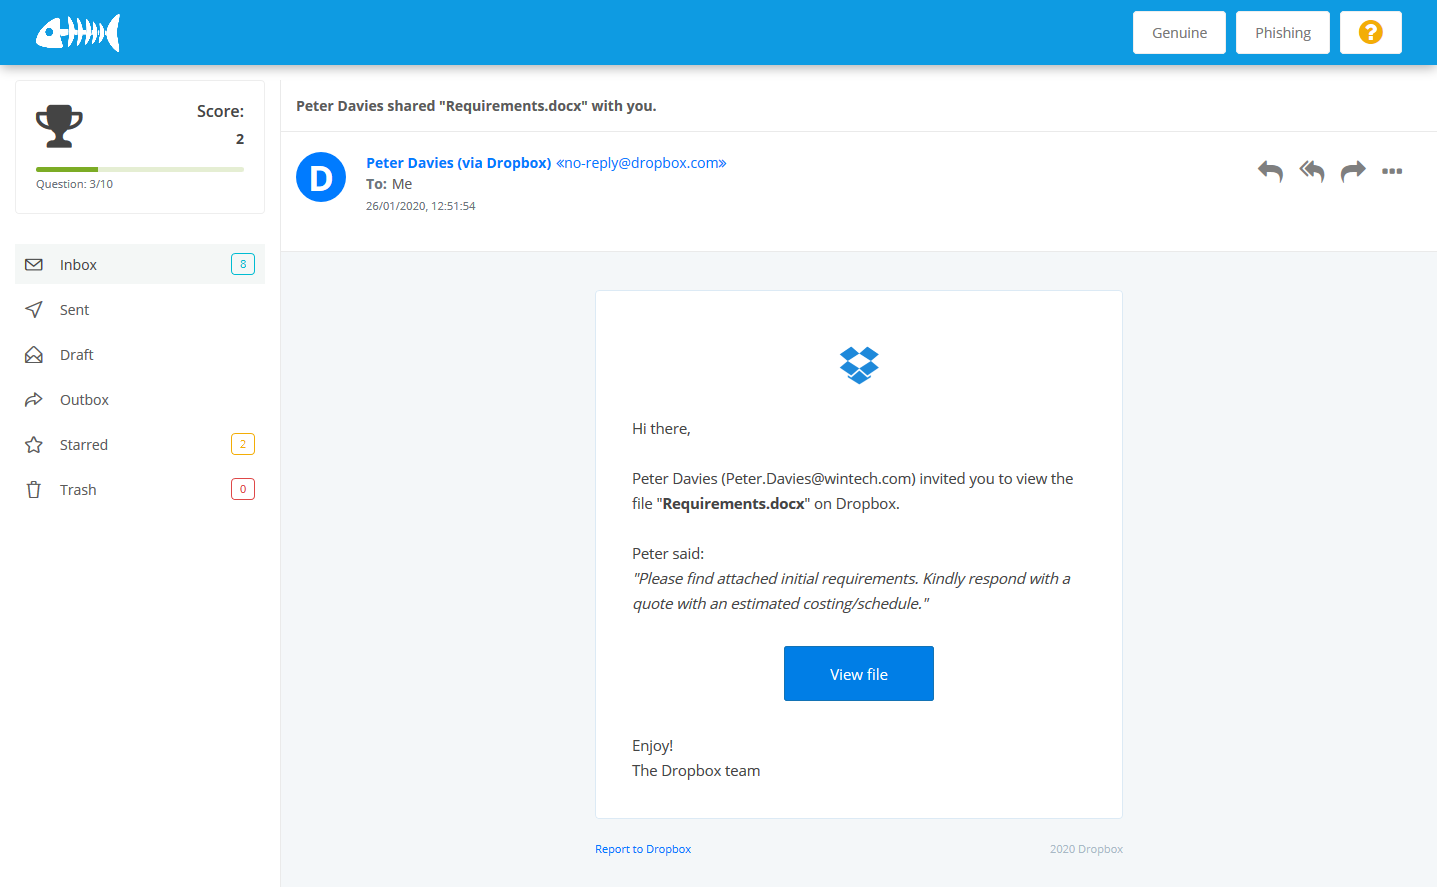 Genuine
Phishing
?
Score:
2
Question: 3/10
Inbox
8
Sent
Draft
Outbox
Starred
2
Trash
0
Peter Davies shared "Requirements.docx" with you.
D
Peter Davies (via Dropbox) «no-reply@dropbox.com»
To: Me
26/01/2020, 12:51:54
Hi there,
Peter Davies (Peter.Davies@wintech.com) invited you to view the
file "Requirements.docx" on Dropbox.
Peter said:
"Please find attached initial requirements. Kindly respond with a
quote with an estimated costing/schedule."
View file
Enjoy!
The Dropbox team
Report to Dropbox
2020 Dropbox